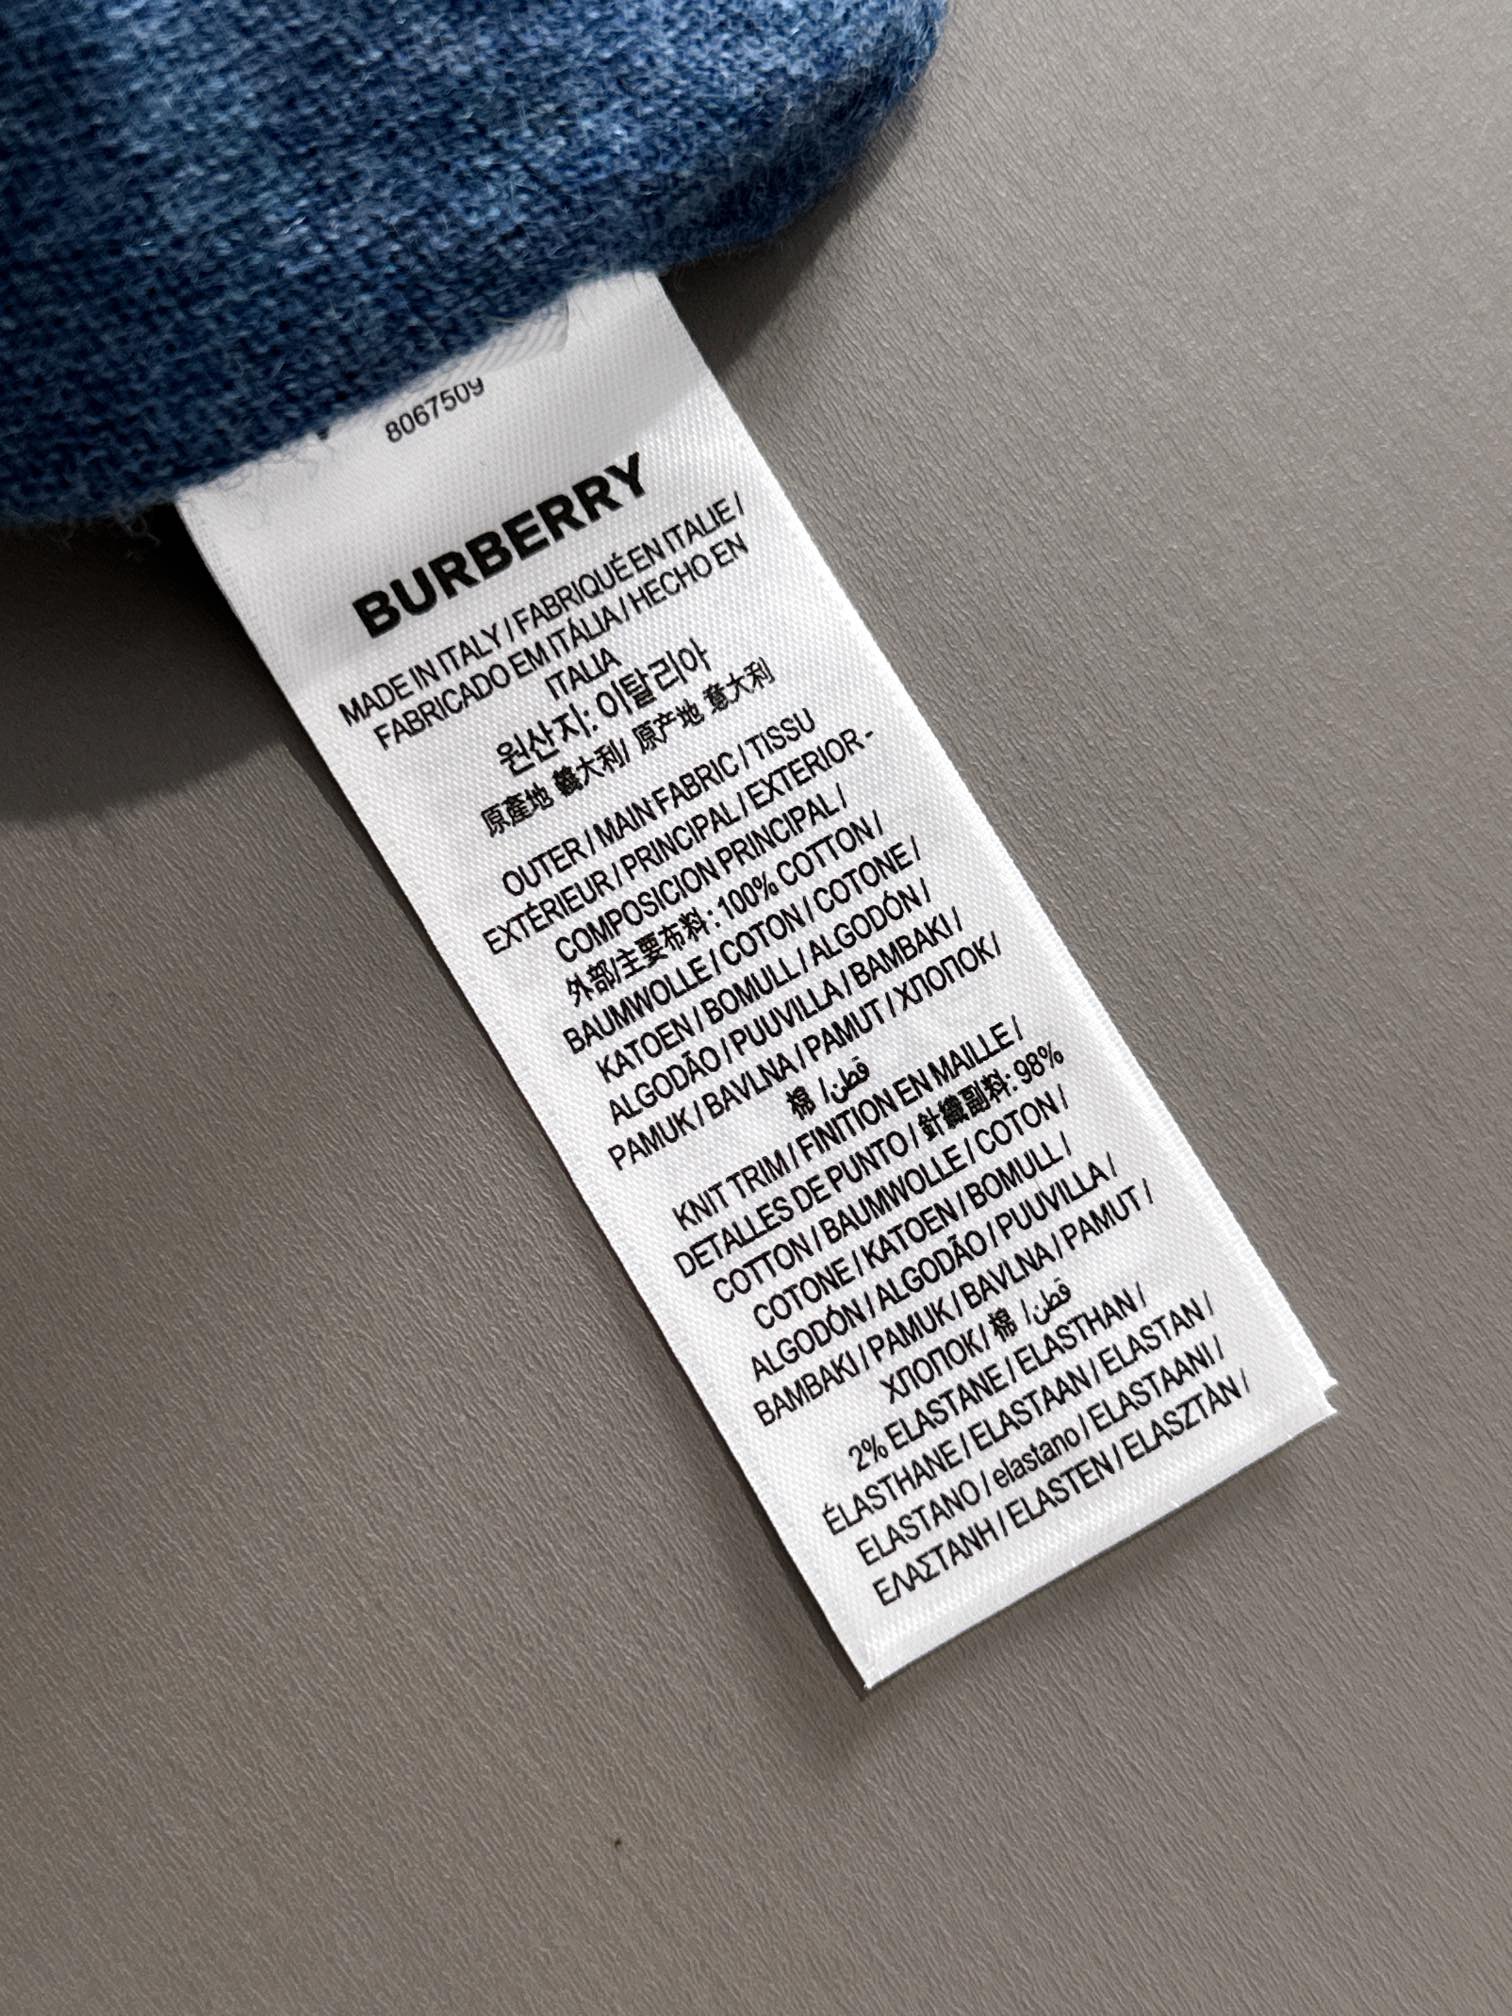 8067509
BURBERRY
MADE IN ITALY / FABRIQUÉ EN ITALIE /
FABRICADO EM ITÁLIA / HECHO EN
ITALIA
원산지: 이탈리아
原產地 義大利/ 原产地 意大利
OUTER / MAIN FABRIC / TISSU
EXTÉRIEUR / PRINCIPAL / EXTERIOR -
COMPOSICION PRINCIPAL /
外部/主要布料: 100% COTTON /
BAUMWOLLE / COTON / COTONE /
KATOEN / BOMULL / ALGODÓN /
ALGODÃO / PUUVILLA / BAMBAKI /
PAMUK / BAVLNA / PAMUT / ХЛОПОК /
棉 / قطن
KNIT TRIM / FINITION EN MAILLE /
DETALLES DE PUNTO / 針織副料: 98%
COTTON / BAUMWOLLE / COTON /
COTONE / KATOEN / BOMULL /
ALGODÓN / ALGODÃO / PUUVILLA /
BAMBAKI / PAMUK / BAVLNA / PAMUT /
ХЛОПОК / 棉 / قطن
2% ELASTANE / ELASTHAN /
ÉLASTHANE / ELASTAAN / ELASTAN /
ELASTANO / elastano / ELASTAANI /
ΕΛΑΣΤΑΝΗ / ELASTEN / ELASZTÀN /